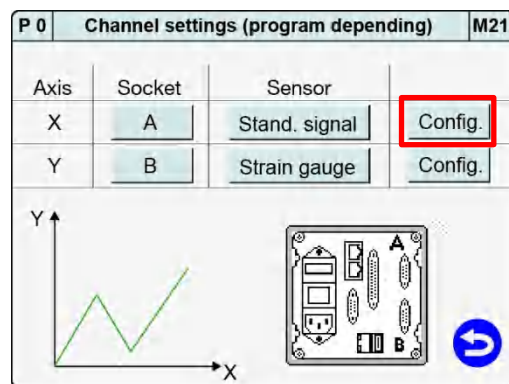 P 0 Channel settings (program depending) M21
Axis Socket Sensor
X A Stand. signal Config.
Y B Strain gauge Config.
Y
A
B
X